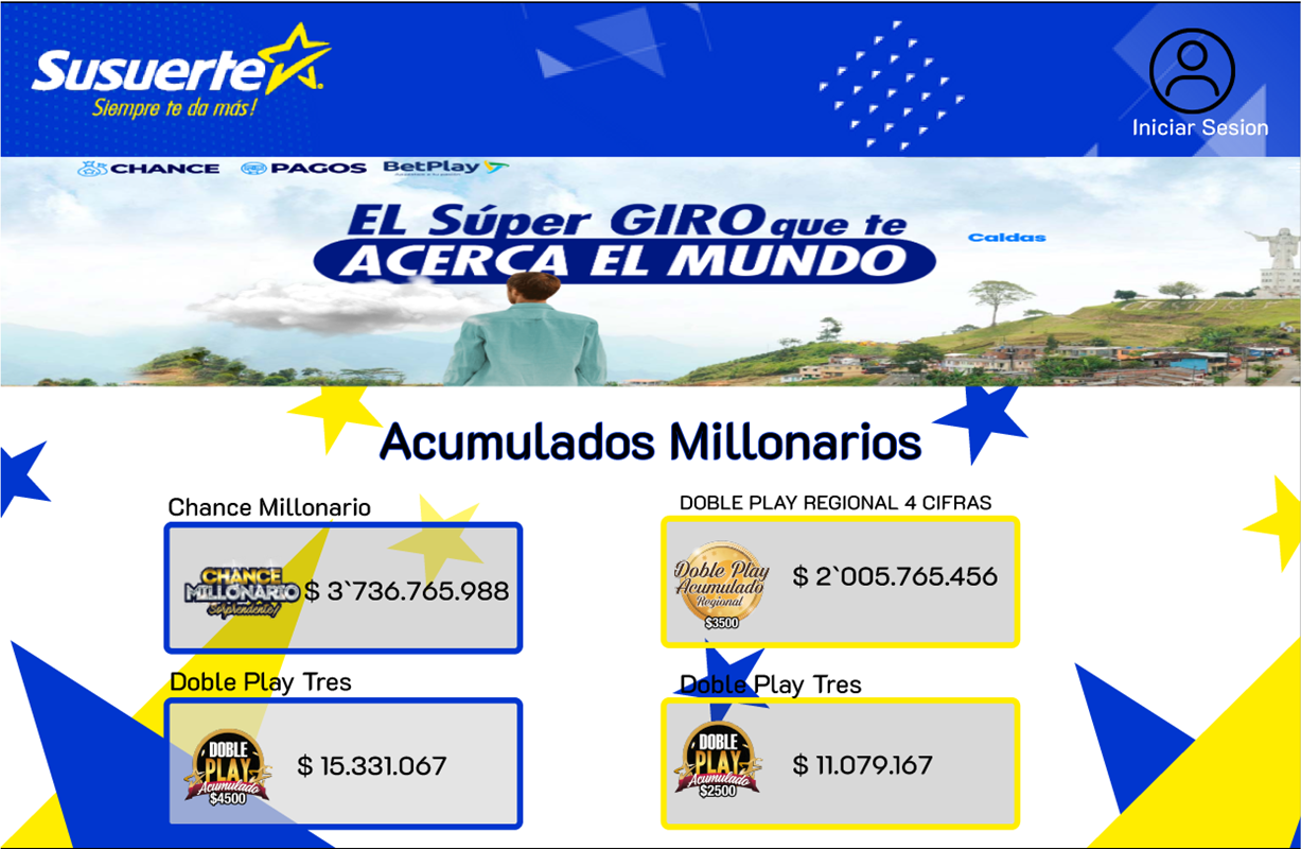 Susuerte
Siempre te da más!
Iniciar Sesion
CHANCE PAGOS BetPlay
EL Súper GIRO que te
ACERCA EL MUNDO
Caldas
Acumulados Millonarios
Chance Millonario
CHANCE
MILLONARIO
Sorprendente!
$ 3`736.765.988
DOBLE PLAY REGIONAL 4 CIFRAS
Doble Play
Acumulado
Regional
$3500
$ 2`005.765.456
Doble Play Tres
DOBLE
PLAY
Acumulado
$4500
$ 15.331.067
Doble Play Tres
DOBLE
PLAY
Acumulado
$2500
$ 11.079.167